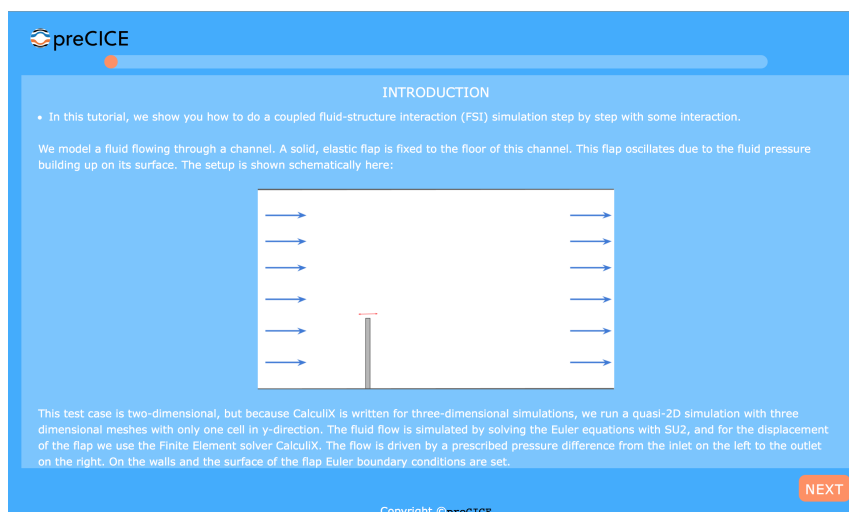 preCICE
INTRODUCTION
• In this tutorial, we show you how to do a coupled fluid-structure interaction (FSI) simulation step by step with some interaction.
We model a fluid flowing through a channel. A solid, elastic flap is fixed to the floor of this channel. This flap oscillates due to the fluid pressure
building up on its surface. The setup is shown schematically here:
This test case is two-dimensional, but because CalculiX is written for three-dimensional simulations, we run a quasi-2D simulation with three
dimensional meshes with only one cell in y-direction. The fluid flow is simulated by solving the Euler equations with SU2, and for the displacement
of the flap we use the Finite Element solver CalculiX. The flow is driven by a prescribed pressure difference from the inlet on the left to the outlet
on the right. On the walls and the surface of the flap Euler boundary conditions are set.
NEXT
Copyright ©preCICE